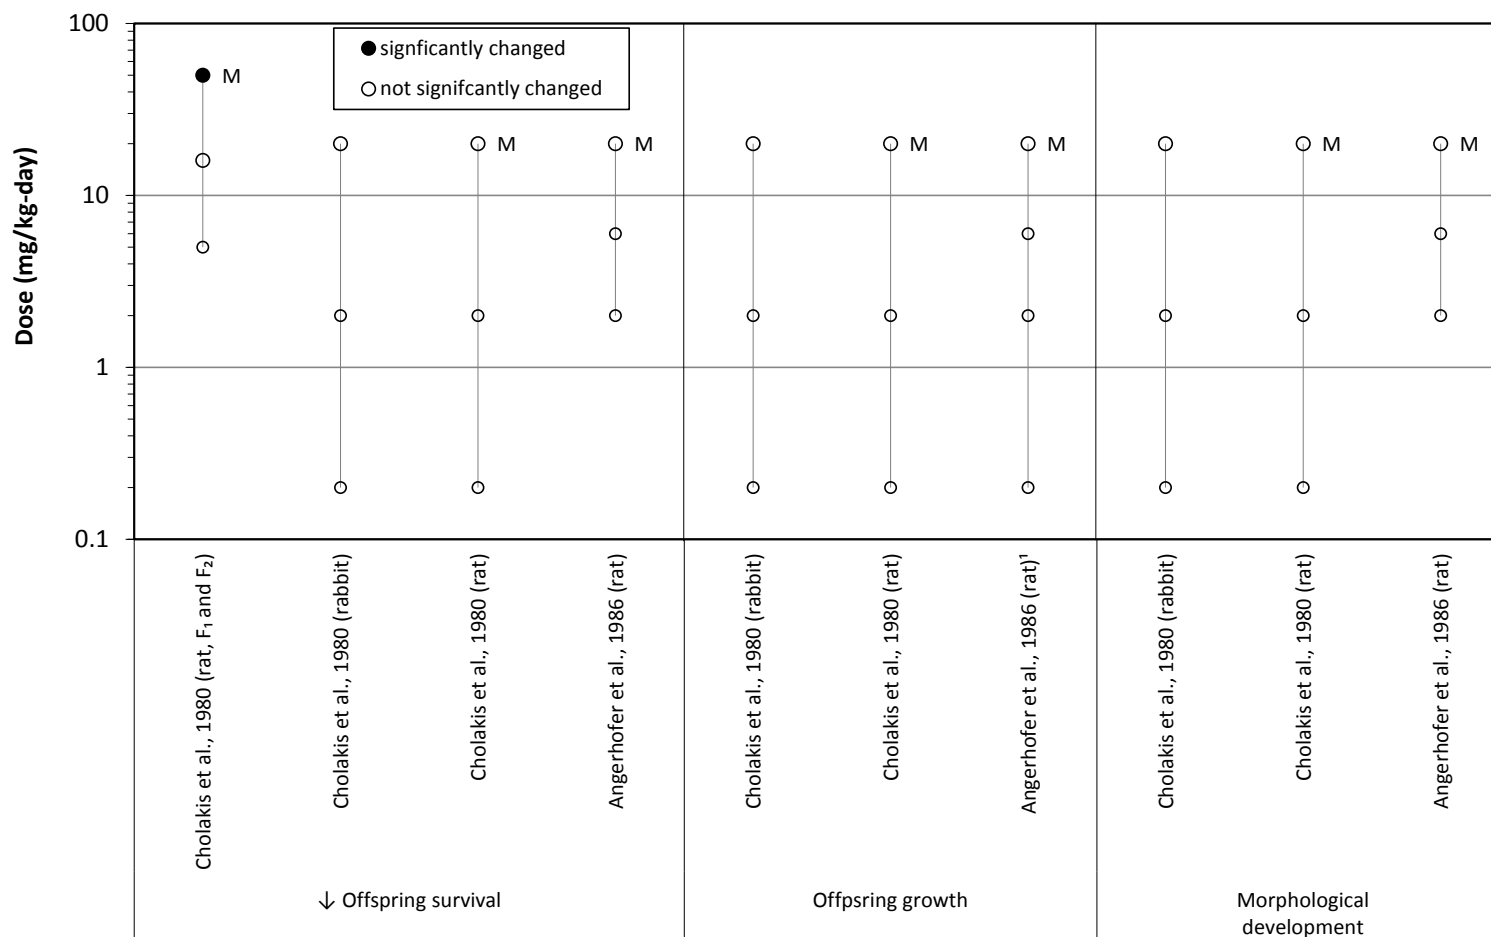 100
10
1
0.1
Dose (mg/kg-day)
signficantly changed
not signifcantly changed
M
M
M
M
M
M
M
Cholakis et al., 1980 (rat, F₁ and F₂)
Cholakis et al., 1980 (rabbit)
Cholakis et al., 1980 (rat)
Angerhofer et al., 1986 (rat)
Cholakis et al., 1980 (rabbit)
Cholakis et al., 1980 (rat)
Angerhofer et al., 1986 (rat)¹
Cholakis et al., 1980 (rabbit)
Cholakis et al., 1980 (rat)
Angerhofer et al., 1986 (rat)
↓ Offspring survival
Offpsring growth
Morphological
development